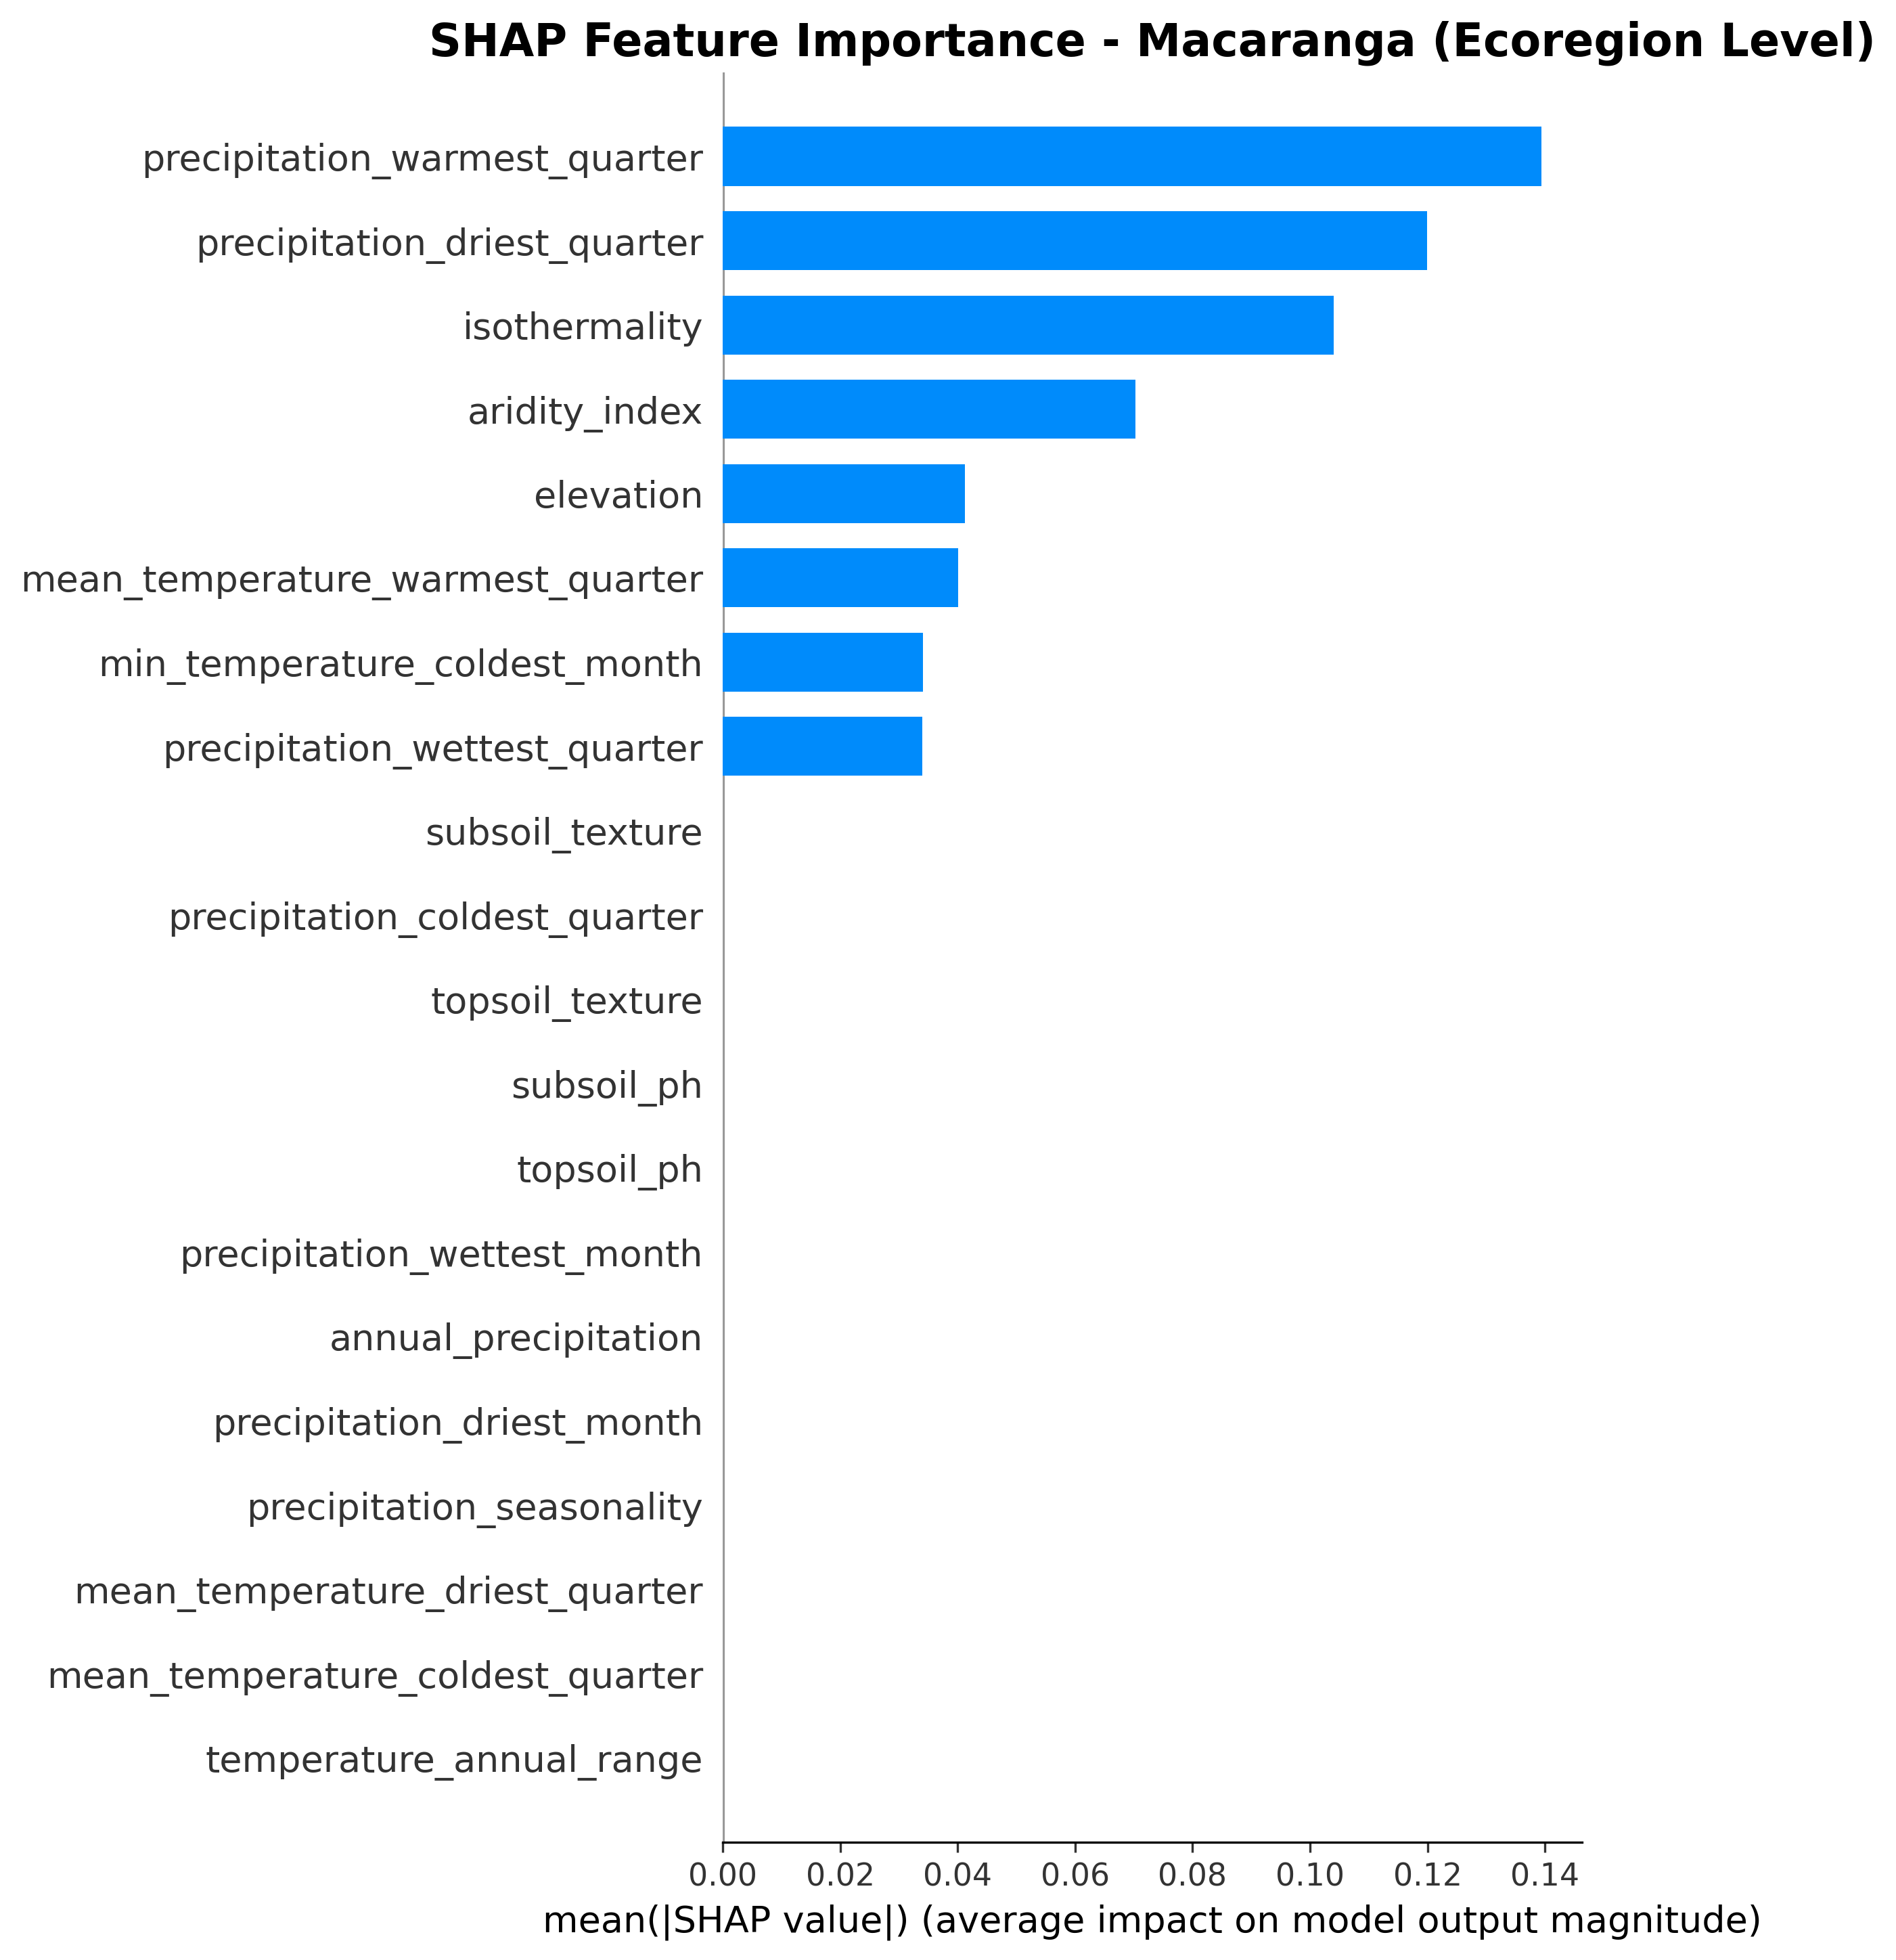 SHAP Feature Importance - Macaranga (Ecoregion Level)
precipitation_warmest_quarter
precipitation_driest_quarter
isothermality
aridity_index
elevation
mean_temperature_warmest_quarter
min_temperature_coldest_month
precipitation_wettest_quarter
subsoil_texture
precipitation_coldest_quarter
topsoil_texture
subsoil_ph
topsoil_ph
precipitation_wettest_month
annual_precipitation
precipitation_driest_month
precipitation_seasonality
mean_temperature_driest_quarter
mean_temperature_coldest_quarter
temperature_annual_range
0.00 0.02 0.04 0.06 0.08 0.10 0.12 0.14
mean(|SHAP value|) (average impact on model output magnitude)